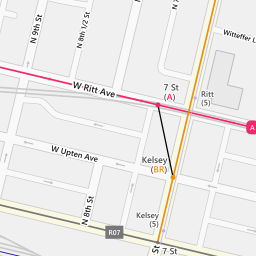 N 9th St
N 8th 1/2 St
Witteffer
W Ritt Ave
7 St
(A)
Ritt
(5)
A
W Upten Ave
Kelsey
(BR)
N 8th St
Kelsey
(5)
R07
7 St
St